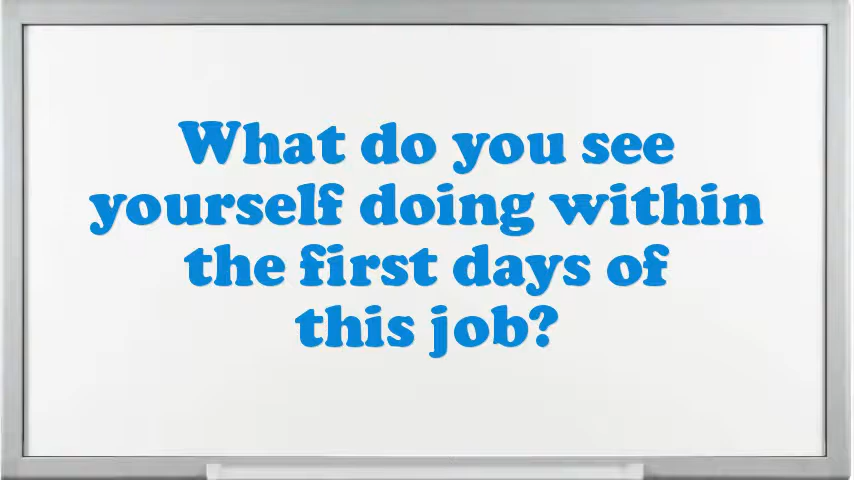 What do you see
yourself doing within
the first days of
this job?